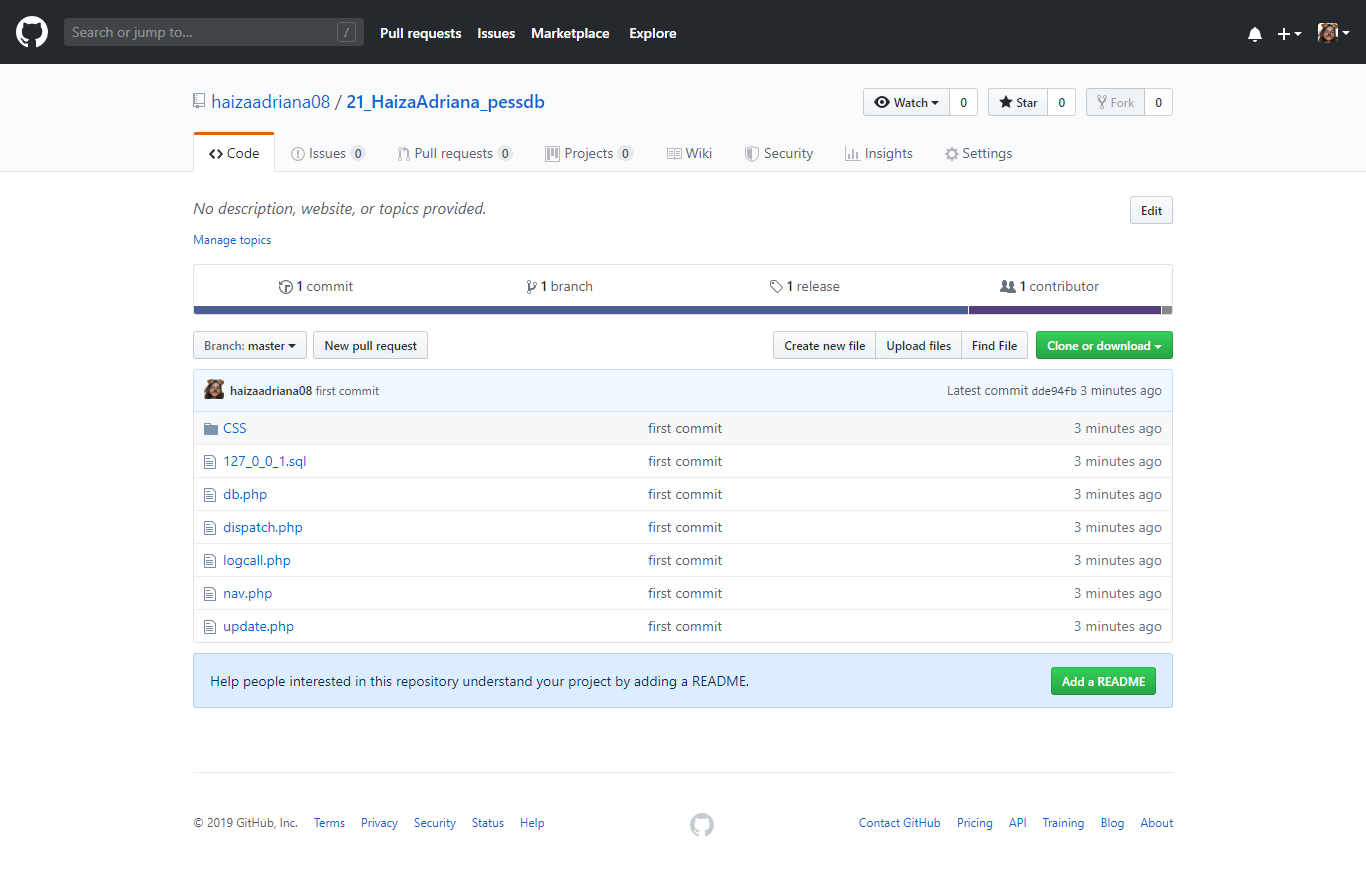 Search or jump to... / Pull requests Issues Marketplace Explore
haizaadriana08 / 21_HaizaAdriana_pessdb Watch 0 Star 0 Fork 0
Code Issues 0 Pull requests 0 Projects 0 Wiki Security Insights Settings
No description, website, or topics provided. Edit
Manage topics
1 commit 1 branch 1 release 1 contributor
Branch: master New pull request Create new file Upload files Find File Clone or download
haizaadriana08 first commit Latest commit dde94fb 3 minutes ago
CSS first commit 3 minutes ago
127_0_0_1.sql first commit 3 minutes ago
db.php first commit 3 minutes ago
dispatch.php first commit 3 minutes ago
logcall.php first commit 3 minutes ago
nav.php first commit 3 minutes ago
update.php first commit 3 minutes ago
Help people interested in this repository understand your project by adding a README. Add a README
© 2019 GitHub, Inc. Terms Privacy Security Status Help Contact GitHub Pricing API Training Blog About